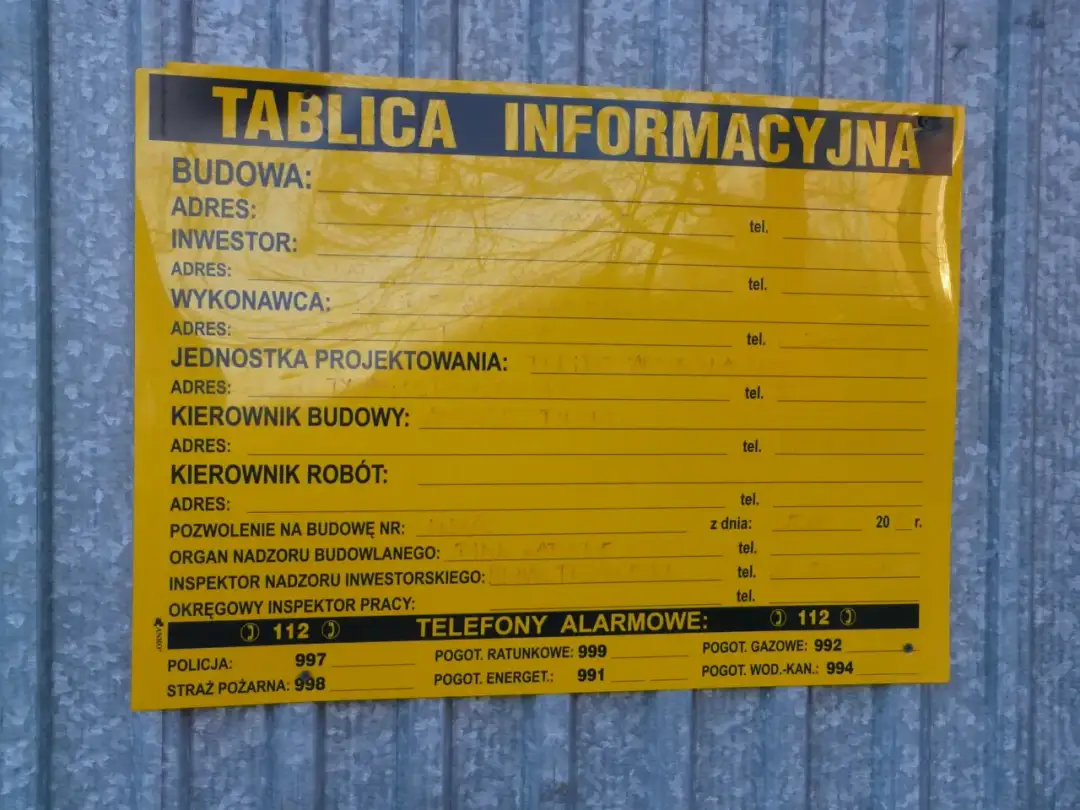 TABLICA INFORMACYJNA
BUDOWA:
ADRES: tel.
INWESTOR:
ADRES: tel.
WYKONAWCA:
ADRES: tel.
JEDNOSTKA PROJEKTOWANIA:
ADRES: tel.
KIEROWNIK BUDOWY:
ADRES: tel.
KIEROWNIK ROBÓT:
ADRES: tel.
POZWOLENIE NA BUDOWĘ NR: z dnia: 20 r.
ORGAN NADZORU BUDOWLANEGO: tel.
INSPEKTOR NADZORU INWESTORSKIEGO: tel.
OKRĘGOWY INSPEKTOR PRACY: tel.
112 TELEFONY ALARMOWE: 112
POLICJA: 997 POGOT. RATUNKOWE: 999 POGOT. GAZOWE: 992
STRAŻ POŻARNA: 998 POGOT. ENERGET.: 991 POGOT. WOD.-KAN.: 994